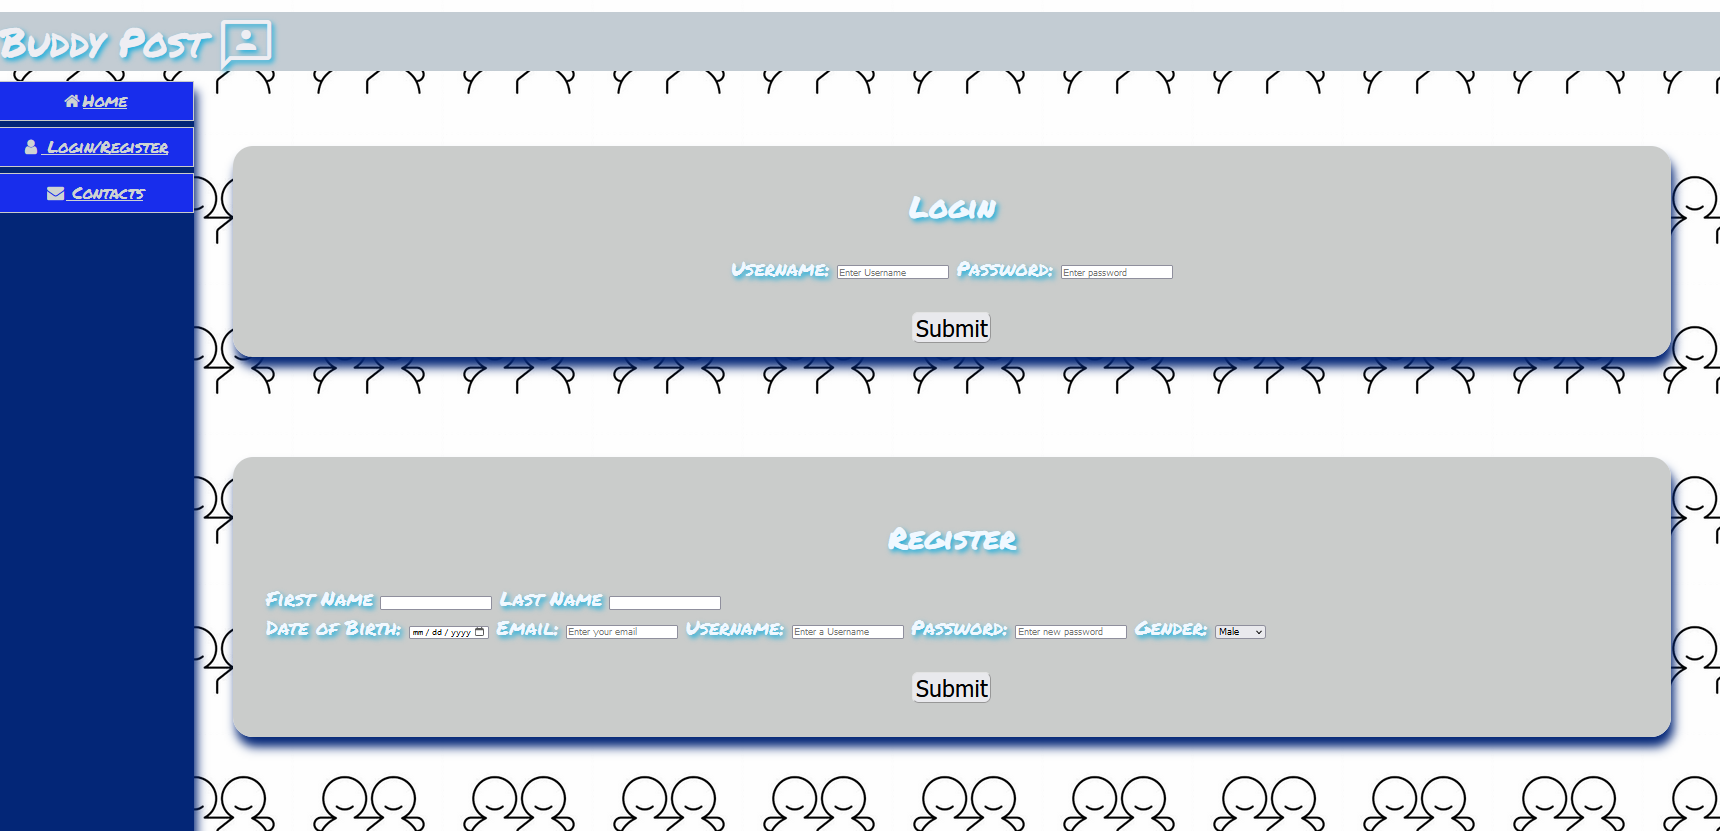 Buddy Post
Home
Login/Register
Contacts
Login
Username: Enter Username Password: Enter password
Submit
Register
First Name Last Name
Date of Birth: mm / dd / yyyy Email: Enter your email Username: Enter a Username Password: Enter new password Gender: Male
Submit